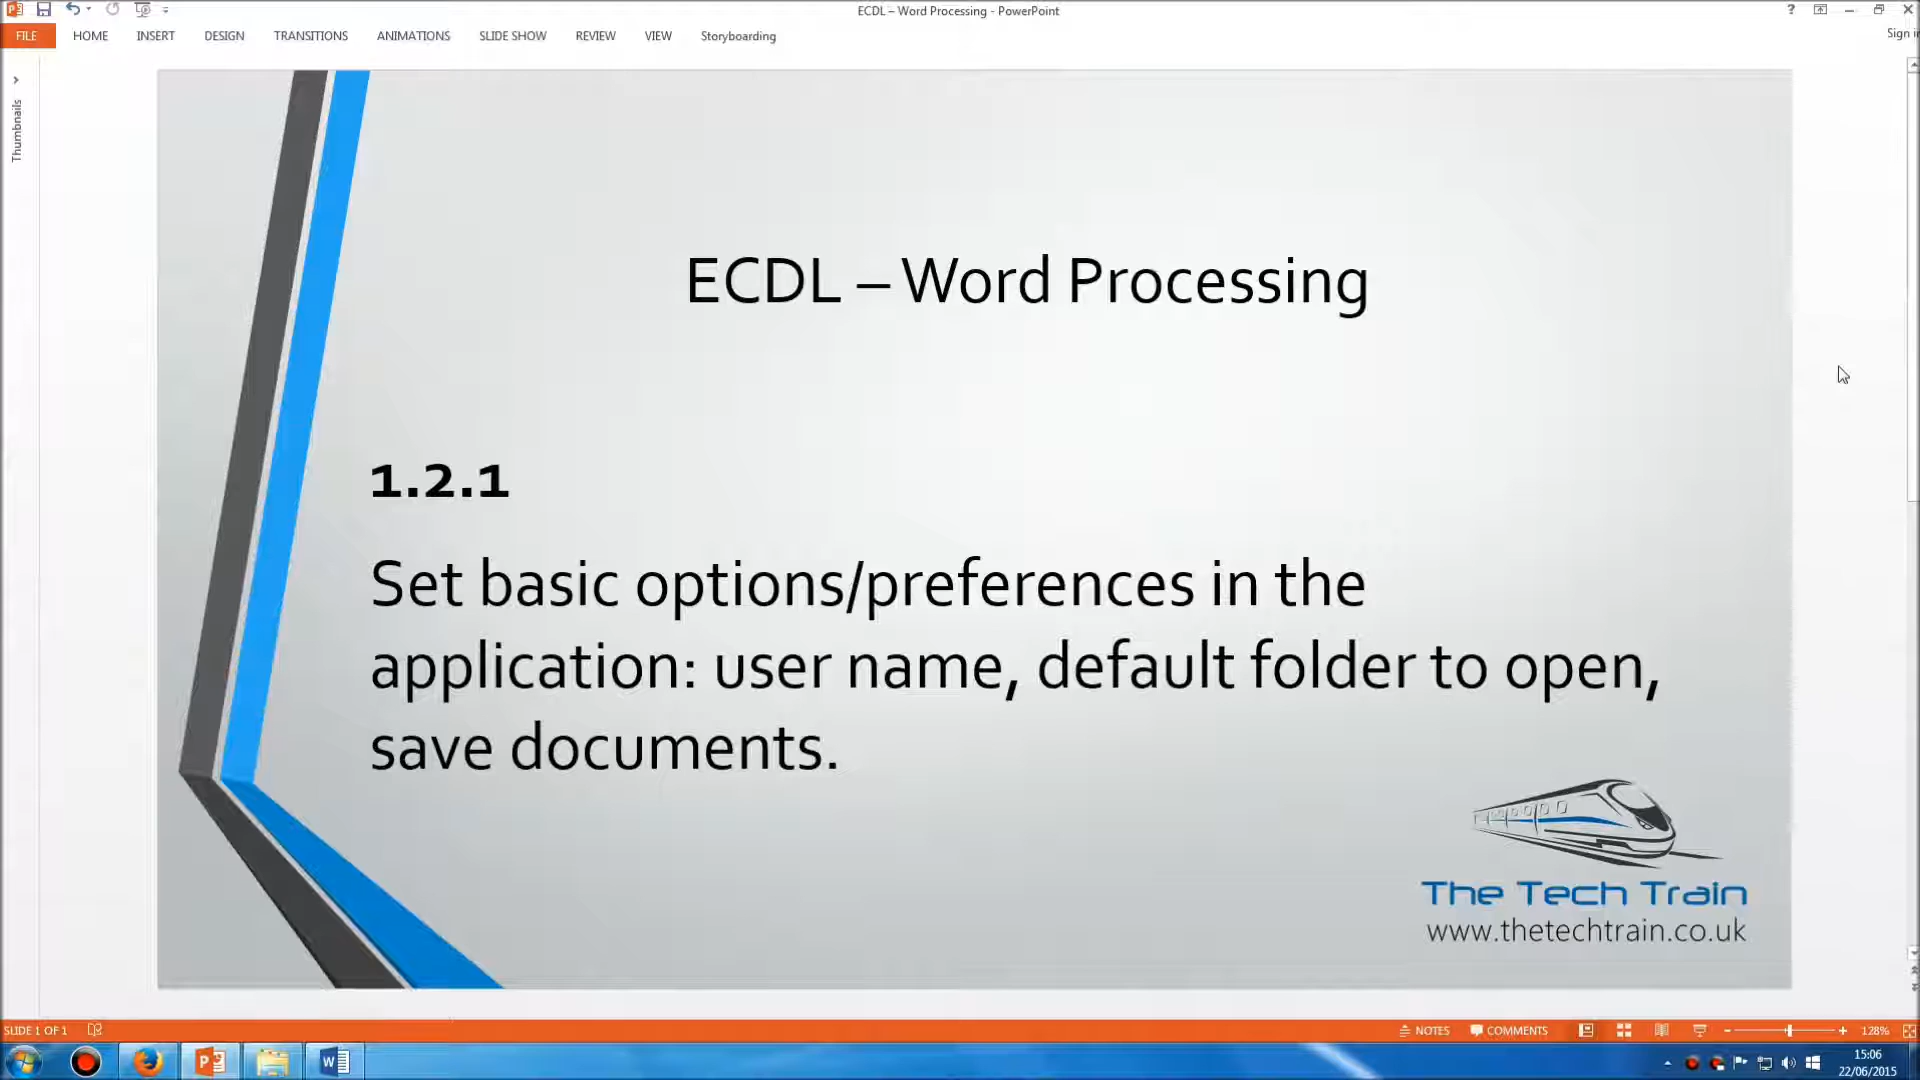 ECDL – Word Processing - PowerPoint
FILE HOME INSERT DESIGN TRANSITIONS ANIMATIONS SLIDE SHOW REVIEW VIEW Storyboarding
Sign in
Thumbnails
ECDL – Word Processing
1.2.1
Set basic options/preferences in the
application: user name, default folder to open,
save documents.
The Tech Train
www.thetechtrain.co.uk
SLIDE 1 OF 1
NOTES COMMENTS 128%
15:06
22/06/2015